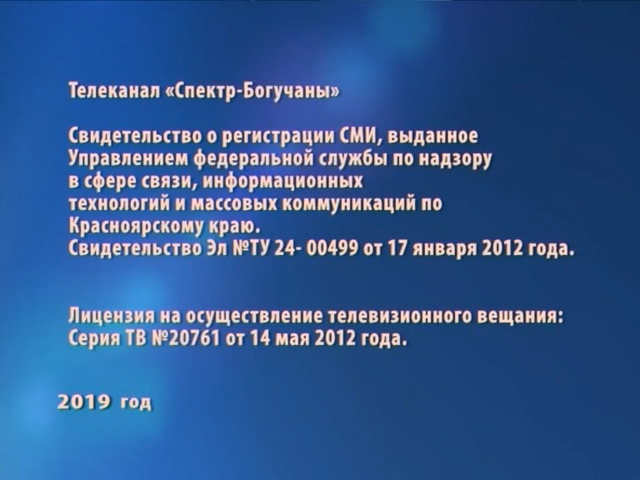 Телеканал «Спектр-Богучаны»
Свидетельство о регистрации СМИ, выданное
Управлением федеральной службы по надзору
в сфере связи, информационных
технологий и массовых коммуникаций по
Красноярскому краю.
Свидетельство Эл №ТУ 24- 00499 от 17 января 2012 года.
Лицензия на осуществление телевизионного вещания:
Серия ТВ №20761 от 14 мая 2012 года.
2019 год